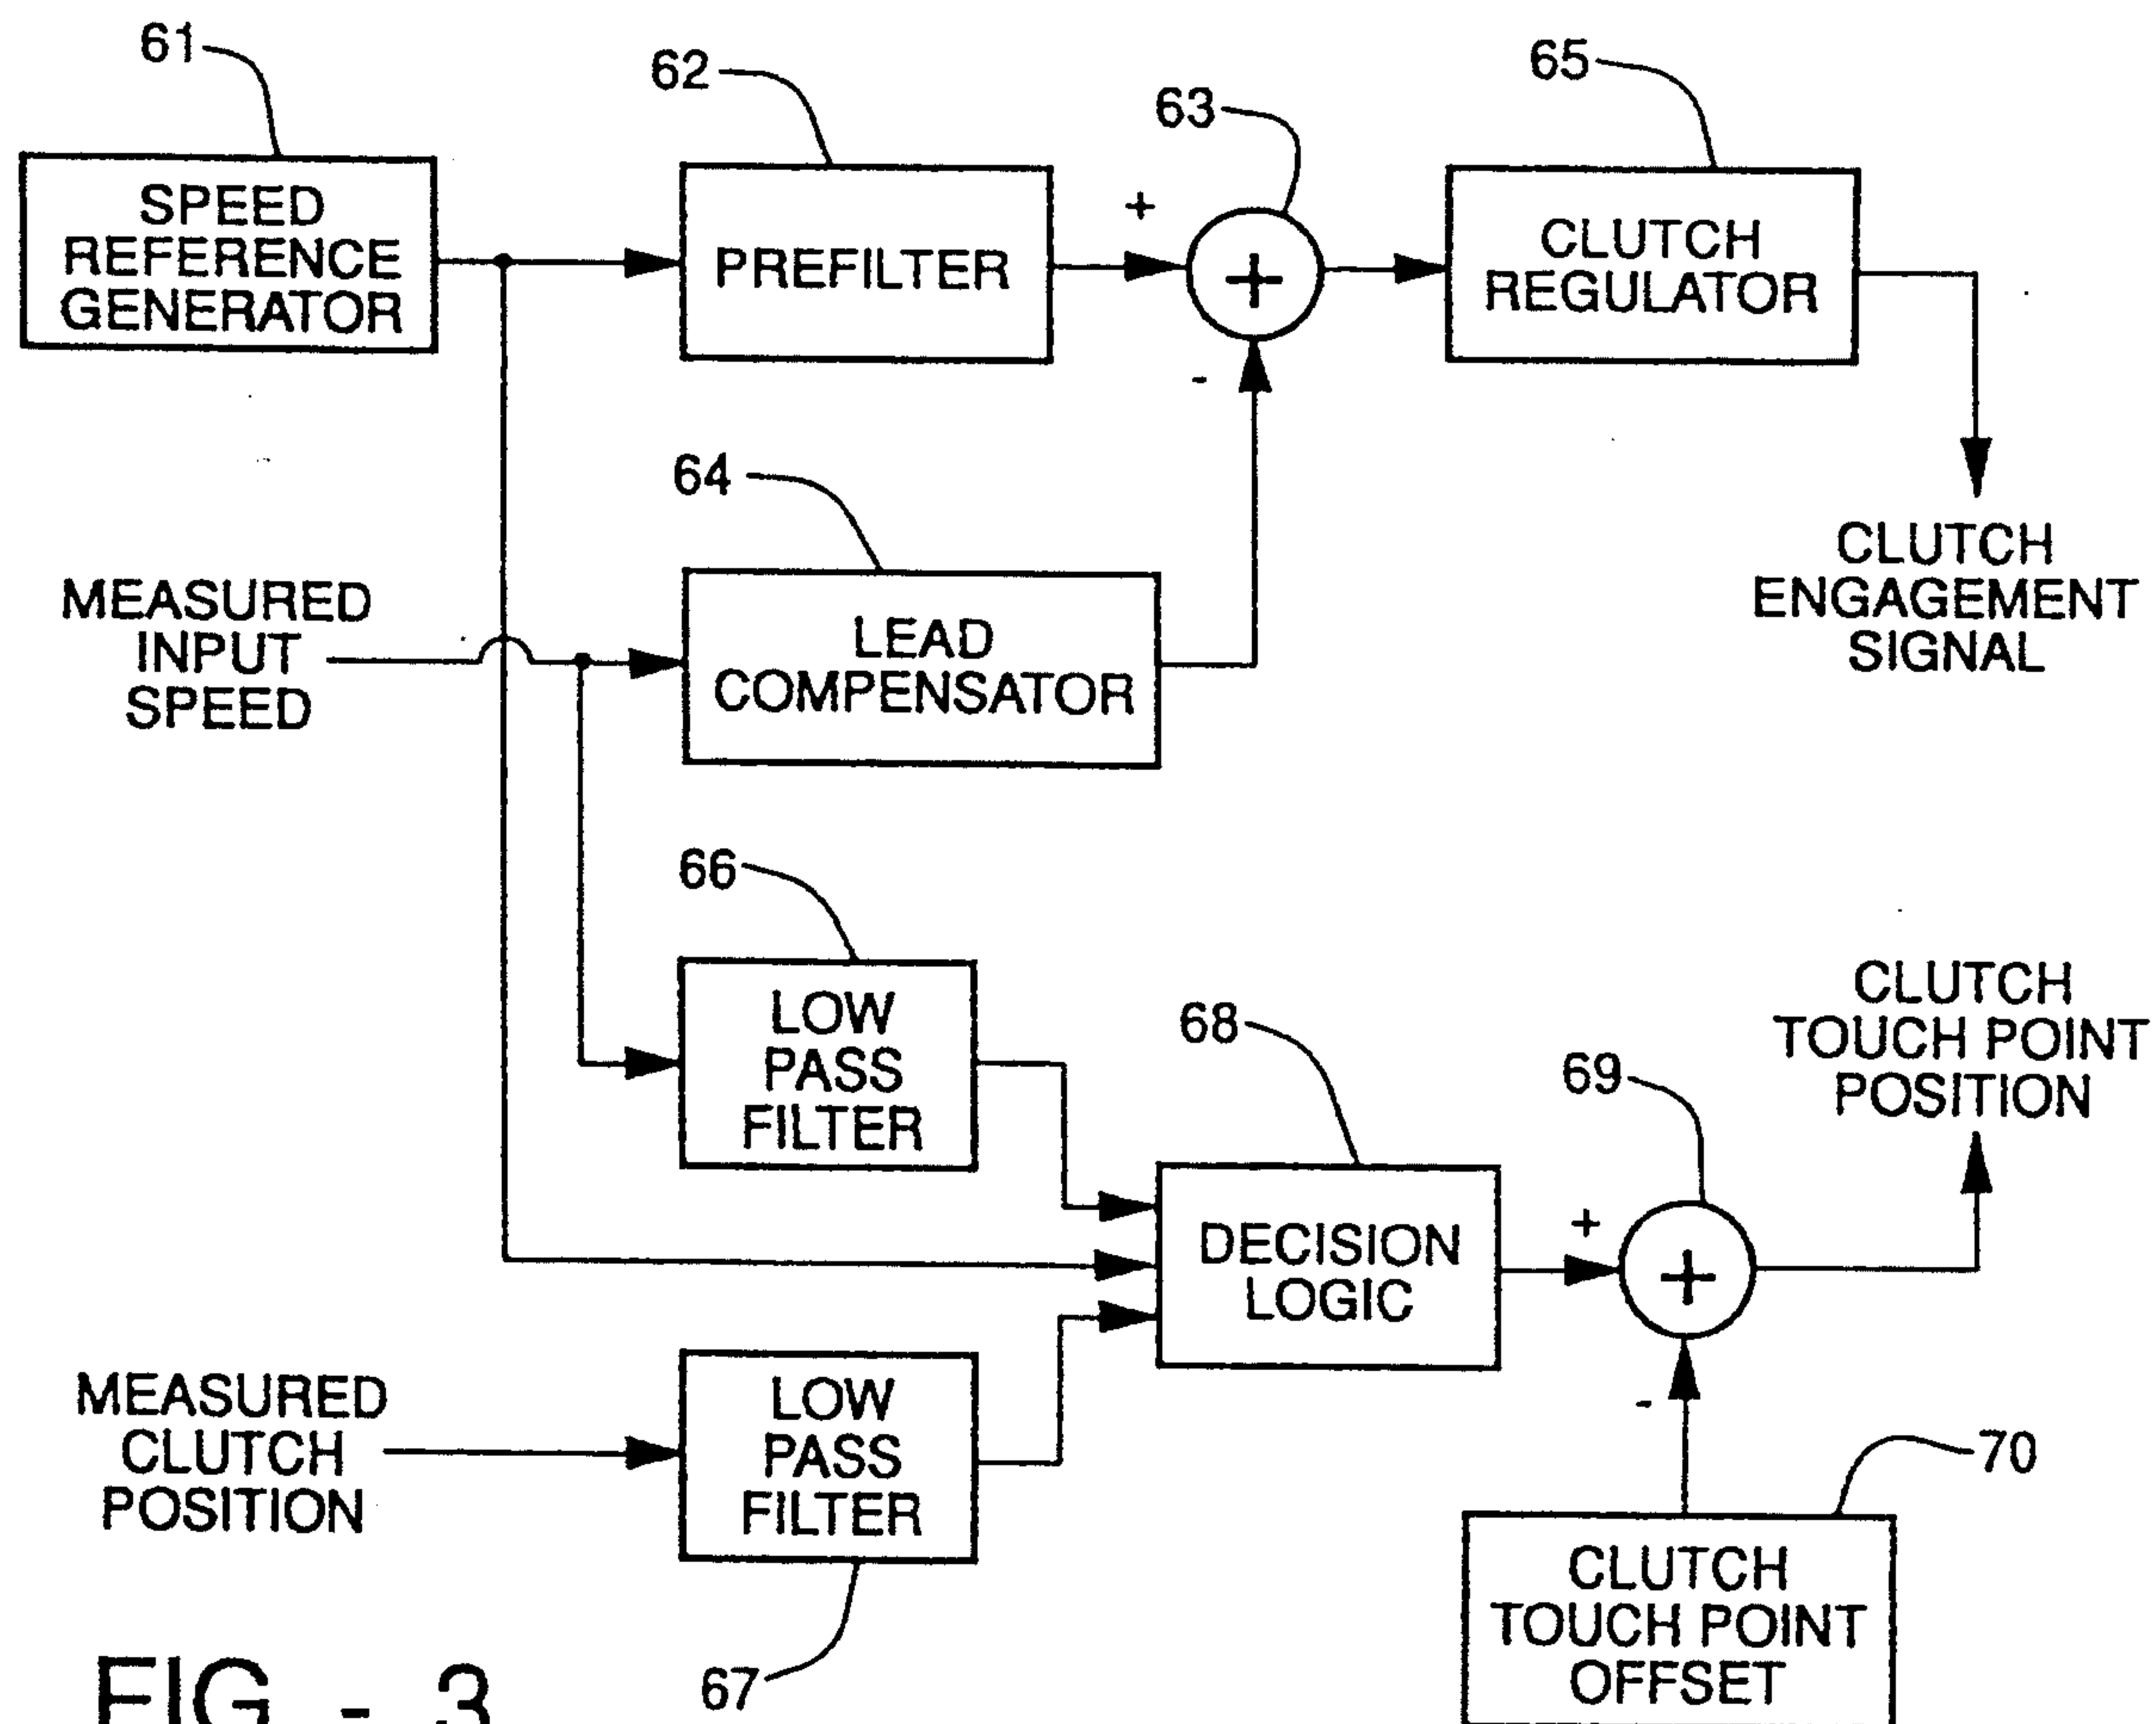 61
62
63
65
SPEED
REFERENCE
GENERATOR
PREFILTER
+
+
-
CLUTCH
REGULATOR
64
MEASURED
INPUT
SPEED
LEAD
COMPENSATOR
CLUTCH
ENGAGEMENT
SIGNAL
66
LOW
PASS
FILTER
68
69
CLUTCH
TOUCH POINT
POSITION
DECISION
LOGIC
+
+
-
MEASURED
CLUTCH
POSITION
LOW
PASS
FILTER
67
70
CLUTCH
TOUCH POINT
OFFSET
FIG - 3